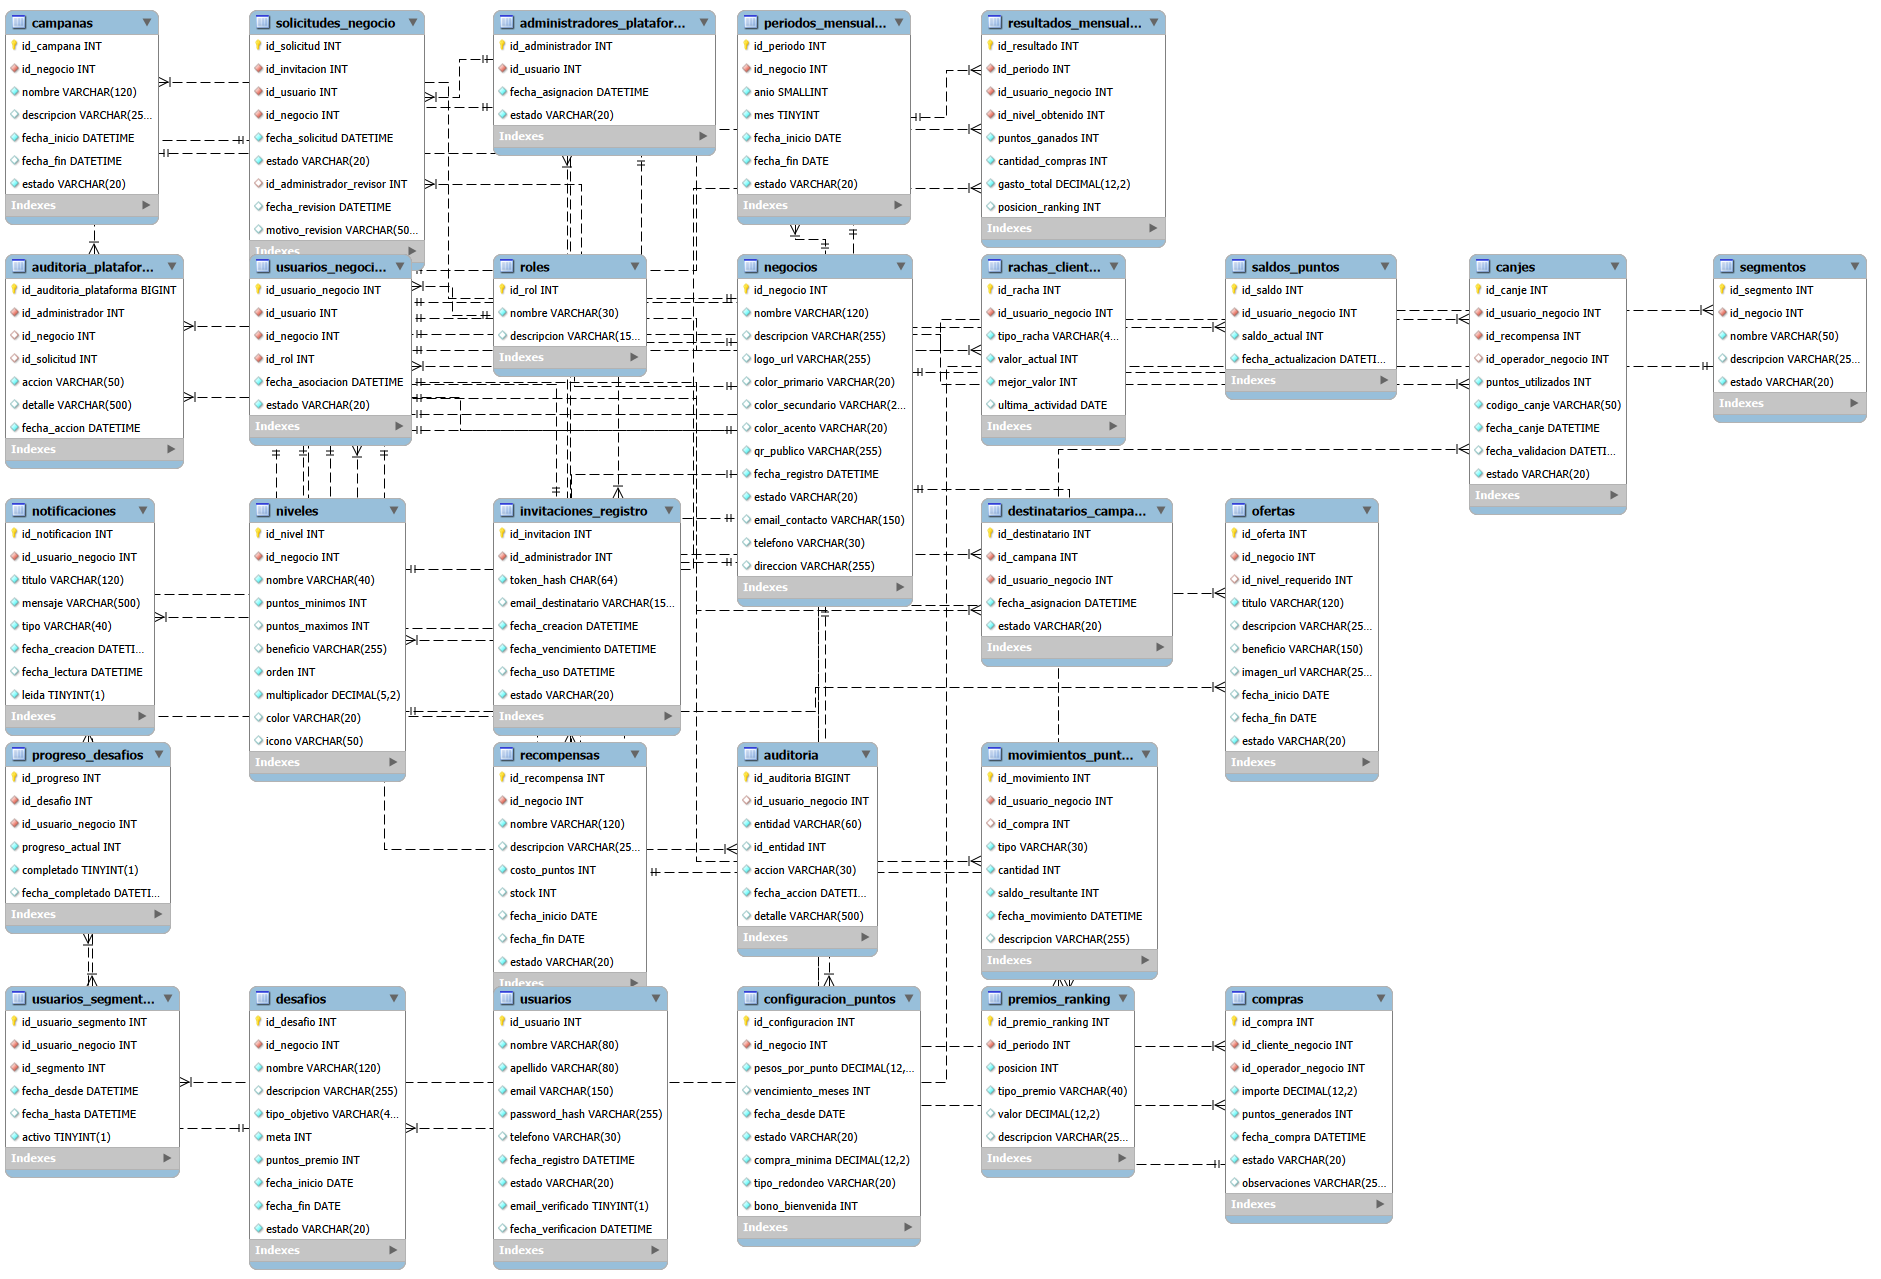 campanas
id_campana INT
id_negocio INT
nombre VARCHAR(120)
descripcion VARCHAR(25...
fecha_inicio DATETIME
fecha_fin DATETIME
estado VARCHAR(20)
Indexes
solicitudes_negocio
id_solicitud INT
id_invitacion INT
id_usuario INT
id_negocio INT
fecha_solicitud DATETIME
estado VARCHAR(20)
id_administrador_revisor INT
fecha_revision DATETIME
motivo_revision VARCHAR(50...
Indexes
administradores_platafor...
id_administrador INT
id_usuario INT
fecha_asignacion DATETIME
estado VARCHAR(20)
Indexes
periodos_mensual...
id_periodo INT
id_negocio INT
anio SMALLINT
mes TINYINT
fecha_inicio DATE
fecha_fin DATE
estado VARCHAR(20)
Indexes
resultados_mensual...
id_resultado INT
id_periodo INT
id_usuario_negocio INT
id_nivel_obtenido INT
puntos_ganados INT
cantidad_compras INT
gasto_total DECIMAL(12,2)
posicion_ranking INT
Indexes
auditoria_platafor...
id_auditoria_plataforma BIGINT
id_administrador INT
id_negocio INT
id_solicitud INT
accion VARCHAR(50)
detalle VARCHAR(500)
fecha_accion DATETIME
Indexes
usuarios_negoci...
id_usuario_negocio INT
id_usuario INT
id_negocio INT
id_rol INT
fecha_asociacion DATETIME
estado VARCHAR(20)
Indexes
roles
id_rol INT
nombre VARCHAR(30)
descripcion VARCHAR(15...
Indexes
negocios
id_negocio INT
nombre VARCHAR(120)
descripcion VARCHAR(255)
logo_url VARCHAR(255)
color_primario VARCHAR(20)
color_secundario VARCHAR(2...
color_acento VARCHAR(20)
qr_publico VARCHAR(255)
fecha_registro DATETIME
estado VARCHAR(20)
email_contacto VARCHAR(150)
telefono VARCHAR(30)
direccion VARCHAR(255)
Indexes
rachas_client...
id_racha INT
id_usuario_negocio INT
tipo_racha VARCHAR(4...
valor_actual INT
mejor_valor INT
ultima_actividad DATE
Indexes
saldos_puntos
id_saldo INT
id_usuario_negocio INT
saldo_actual INT
fecha_actualizacion DATETI...
Indexes
canjes
id_canje INT
id_usuario_negocio INT
id_recompensa INT
id_operador_negocio INT
puntos_utilizados INT
codigo_canje VARCHAR(50)
fecha_canje DATETIME
fecha_validacion DATETI...
estado VARCHAR(20)
Indexes
segmentos
id_segmento INT
id_negocio INT
nombre VARCHAR(50)
descripcion VARCHAR(25...
estado VARCHAR(20)
Indexes
notificaciones
id_notificacion INT
id_usuario_negocio INT
titulo VARCHAR(120)
mensaje VARCHAR(500)
tipo VARCHAR(40)
fecha_creacion DATETI...
fecha_lectura DATETIME
leida TINYINT(1)
Indexes
niveles
id_nivel INT
id_negocio INT
nombre VARCHAR(40)
puntos_minimos INT
puntos_maximos INT
beneficio VARCHAR(255)
orden INT
multiplicador DECIMAL(5,2)
color VARCHAR(20)
icono VARCHAR(50)
Indexes
invitaciones_registro
id_invitacion INT
id_administrador INT
token_hash CHAR(64)
email_destinatario VARCHAR(15...
fecha_creacion DATETIME
fecha_vencimiento DATETIME
fecha_uso DATETIME
estado VARCHAR(20)
Indexes
destinatarios_campa...
id_destinatario INT
id_campana INT
id_usuario_negocio INT
fecha_asignacion DATETIME
estado VARCHAR(20)
Indexes
ofertas
id_oferta INT
id_negocio INT
id_nivel_requerido INT
titulo VARCHAR(120)
descripcion VARCHAR(25...
beneficio VARCHAR(150)
imagen_url VARCHAR(25...
fecha_inicio DATE
fecha_fin DATE
estado VARCHAR(20)
Indexes
progreso_desafios
id_progreso INT
id_desafio INT
id_usuario_negocio INT
progreso_actual INT
completado TINYINT(1)
fecha_completado DATETI...
Indexes
recompensas
id_recompensa INT
id_negocio INT
nombre VARCHAR(120)
descripcion VARCHAR(25...
costo_puntos INT
stock INT
fecha_inicio DATE
fecha_fin DATE
estado VARCHAR(20)
Indexes
auditoria
id_auditoria BIGINT
id_usuario_negocio INT
entidad VARCHAR(60)
id_entidad INT
accion VARCHAR(30)
fecha_accion DATETI...
detalle VARCHAR(500)
Indexes
movimientos_punt...
id_movimiento INT
id_usuario_negocio INT
id_compra INT
tipo VARCHAR(30)
cantidad INT
saldo_resultante INT
fecha_movimiento DATETIME
descripcion VARCHAR(255)
Indexes
usuarios_segment...
id_usuario_segmento INT
id_usuario_negocio INT
id_segmento INT
fecha_desde DATETIME
fecha_hasta DATETIME
activo TINYINT(1)
Indexes
desafios
id_desafio INT
id_negocio INT
nombre VARCHAR(120)
descripcion VARCHAR(255)
tipo_objetivo VARCHAR(4...
meta INT
puntos_premio INT
fecha_inicio DATE
fecha_fin DATE
estado VARCHAR(20)
Indexes
usuarios
id_usuario INT
nombre VARCHAR(80)
apellido VARCHAR(80)
email VARCHAR(150)
password_hash VARCHAR(255)
telefono VARCHAR(30)
fecha_registro DATETIME
estado VARCHAR(20)
email_verificado TINYINT(1)
fecha_verificacion DATETIME
Indexes
configuracion_puntos
id_configuracion INT
id_negocio INT
pesos_por_punto DECIMAL(12,...
vencimiento_meses INT
fecha_desde DATE
estado VARCHAR(20)
compra_minima DECIMAL(12,2)
tipo_redondeo VARCHAR(20)
bono_bienvenida INT
Indexes
premios_ranking
id_premio_ranking INT
id_periodo INT
posicion INT
tipo_premio VARCHAR(40)
valor DECIMAL(12,2)
descripcion VARCHAR(25...
Indexes
compras
id_compra INT
id_cliente_negocio INT
id_operador_negocio INT
importe DECIMAL(12,2)
puntos_generados INT
fecha_compra DATETIME
estado VARCHAR(20)
observaciones VARCHAR(25...
Indexes